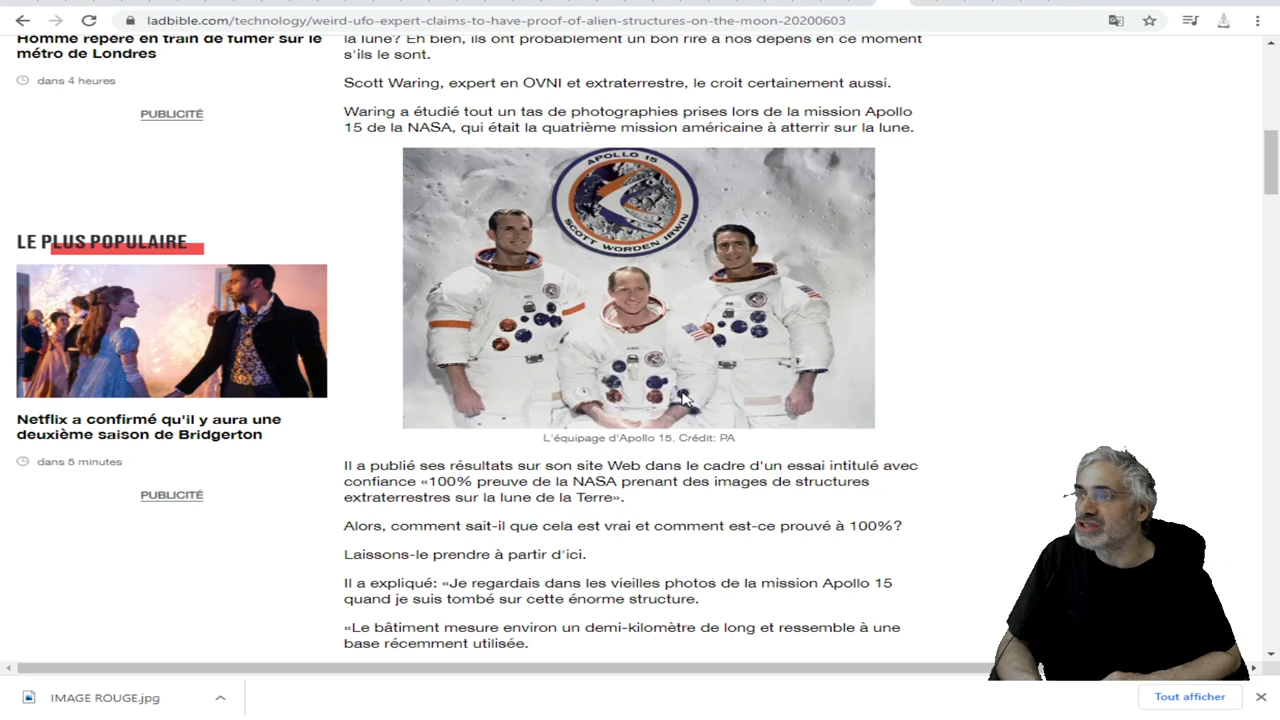 ladbible.com/technology/weird-ufo-expert-claims-to-have-proof-of-alien-structures-on-the-moon-20200603
Homme repéré en train de fumer sur le
métro de Londres
dans 4 heures
PUBLICITÉ
LE PLUS POPULAIRE
Netflix a confirmé qu'il y aura une
deuxième saison de Bridgerton
dans 5 minutes
PUBLICITÉ
la lune? Eh bien, ils ont probablement un bon rire à nos dépens en ce moment
s'ils le sont.
Scott Waring, expert en OVNI et extraterrestre, le croit certainement aussi.
Waring a étudié tout un tas de photographies prises lors de la mission Apollo
15 de la NASA, qui était la quatrième mission américaine à atterrir sur la lune.
APOLLO 15
SCOTT WORDEN IRWIN
L'équipage d'Apollo 15. Crédit: PA
Il a publié ses résultats sur son site Web dans le cadre d'un essai intitulé avec
confiance «100% preuve de la NASA prenant des images de structures
extraterrestres sur la lune de la Terre».
Alors, comment sait-il que cela est vrai et comment est-ce prouvé à 100%?
Laissons-le prendre à partir d'ici.
Il a expliqué: «Je regardais dans les vieilles photos de la mission Apollo 15
quand je suis tombé sur cette énorme structure.
«Le bâtiment mesure environ un demi-kilomètre de long et ressemble à une
base récemment utilisée.
IMAGE ROUGE.jpg
Tout afficher